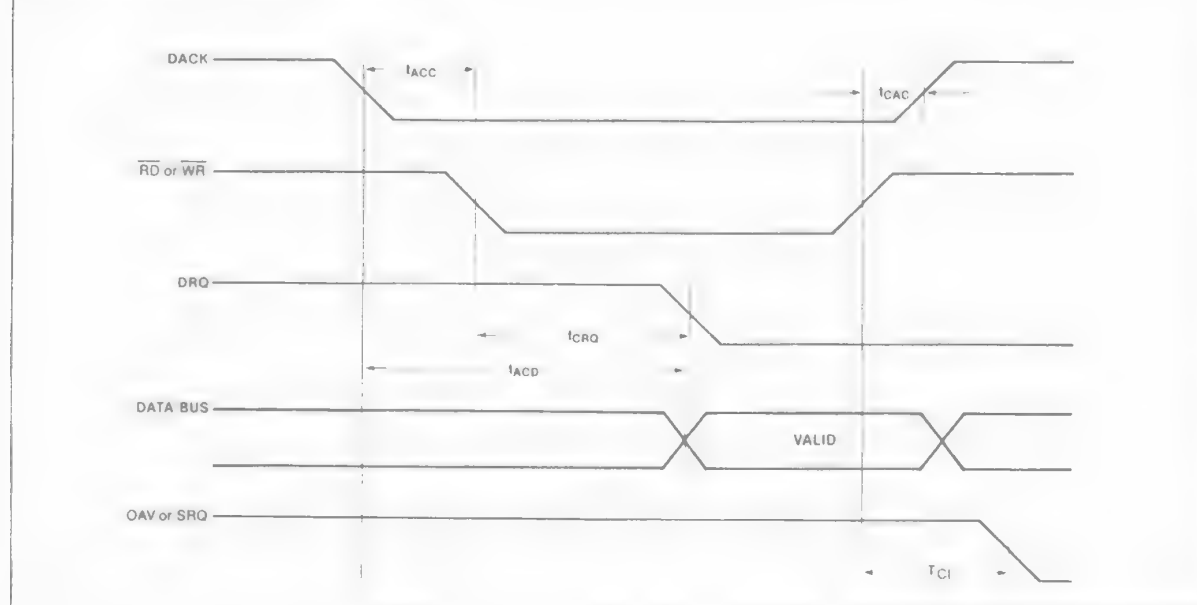 DACK
tACC
tCAC
RD or WR
DRQ
tCRQ
tACD
DATA BUS
VALID
OAV or SRQ
TCI